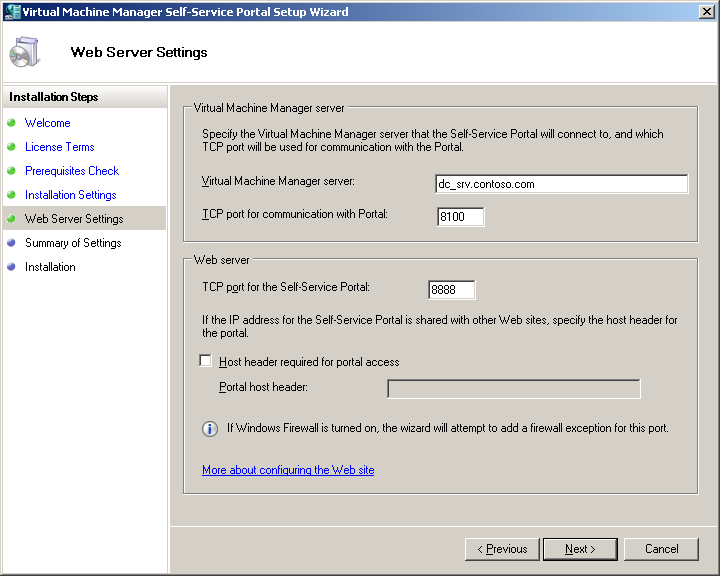 Virtual Machine Manager Self-Service Portal Setup Wizard
Web Server Settings
Installation Steps
Welcome
License Terms
Prerequisites Check
Installation Settings
Web Server Settings
Summary of Settings
Installation
Virtual Machine Manager server
Specify the Virtual Machine Manager server that the Self-Service Portal will connect to, and which
TCP port will be used for communication with the Portal.
Virtual Machine Manager server:
dc_srv.contoso.com
TCP port for communication with Portal:
8100
Web server
TCP port for the Self-Service Portal:
8888
If the IP address for the Self-Service Portal is shared with other Web sites, specify the host header for
the portal.
Host header required for portal access
Portal host header:
If Windows Firewall is turned on, the wizard will attempt to add a firewall exception for this port.
More about configuring the Web site
< Previous
Next >
Cancel